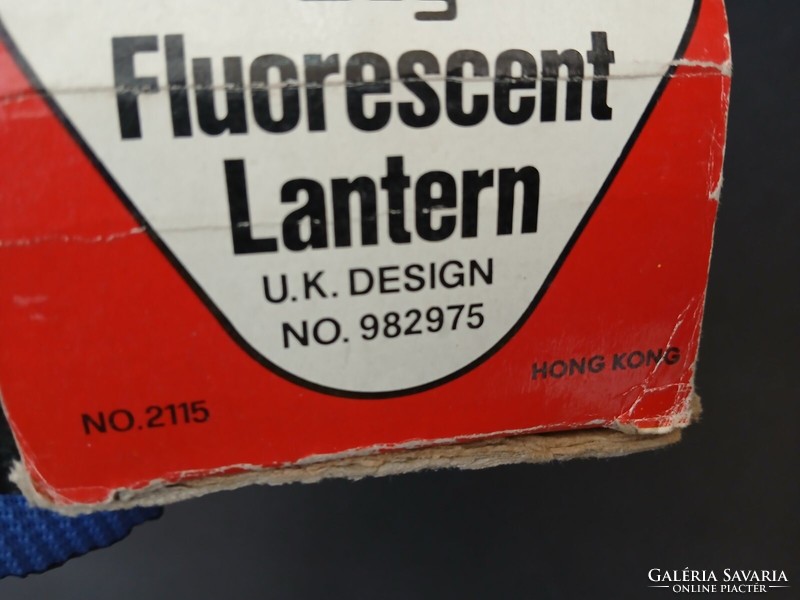 Fluorescent
Lantern
U.K. DESIGN
NO. 982975
HONG KONG
NO.2115
GALÉRIA SAVARIA
ONLINE PIACTÉR